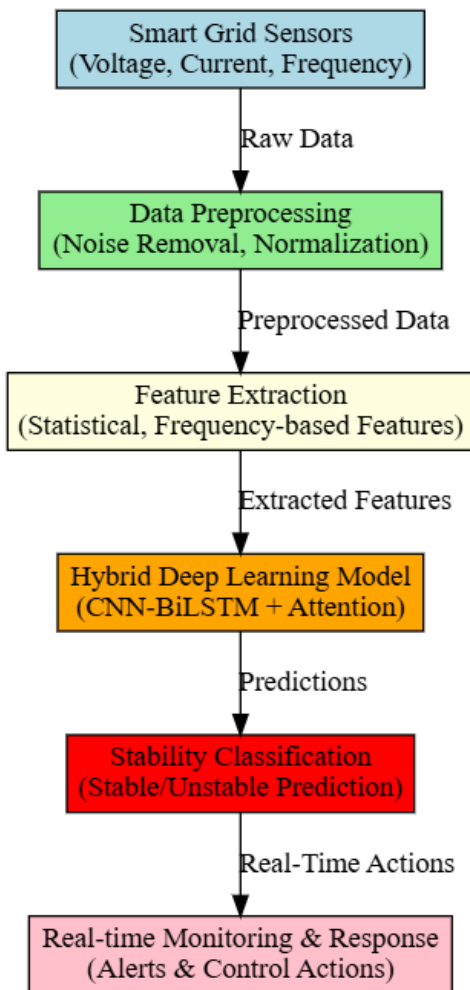 Smart Grid Sensors
(Voltage, Current, Frequency)
Raw Data
Data Preprocessing
(Noise Removal, Normalization)
Preprocessed Data
Feature Extraction
(Statistical, Frequency-based Features)
Extracted Features
Hybrid Deep Learning Model
(CNN-BiLSTM + Attention)
Predictions
Stability Classification
(Stable/Unstable Prediction)
Real-Time Actions
Real-time Monitoring & Response
(Alerts & Control Actions)